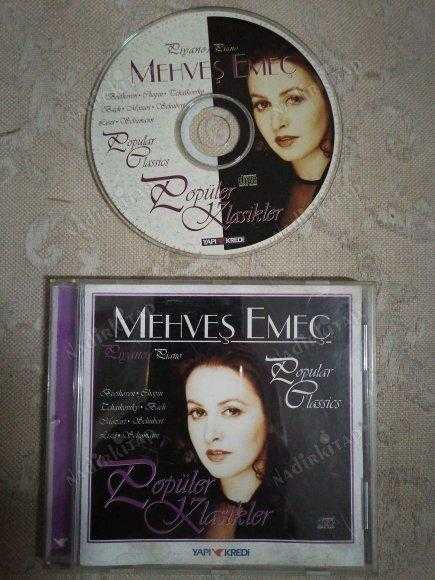 Piyano / Piano
MEHVEŞ EMEÇ
Beethoven • Chopin • Tchaikovsky
Bach • Mozart • Schubert
Liszt • Schumann
Popular
Classics
Popüler
Klasikler
YAPI KREDİ
MEHVEŞ EMEÇ
Piyano / Piano
Popular
Classics
Beethoven • Chopin
Tchaikovsky • Bach
Mozart • Schubert
Liszt • Schumann
Popüler
Klasikler
YAPI KREDİ
NadirKitap